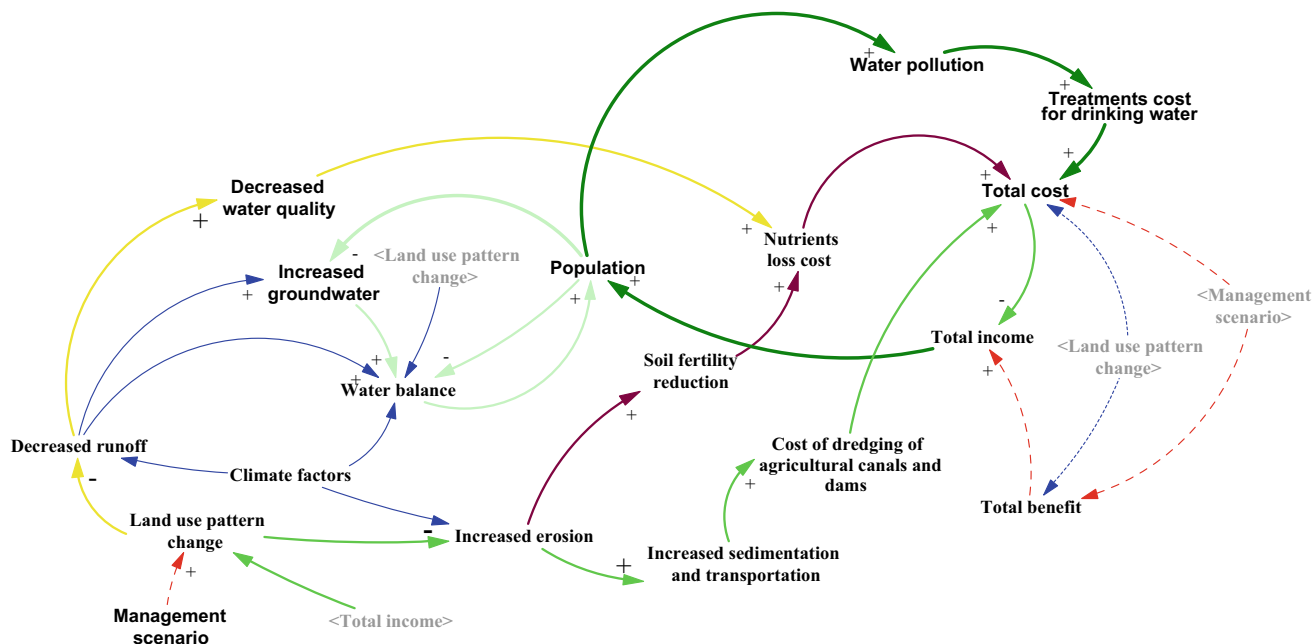 Water pollution
Treatments cost
for drinking water
Decreased
water quality
Total cost
Nutrients
loss cost
<Land use pattern
change>
Increased
groundwater
Population
<Management
scenario>
Total income
<Land use pattern
change>
Soil fertility
reduction
Water balance
Decreased runoff
Climate factors
Cost of dredging of
agricultural canals and
dams
Total benefit
Land use pattern
change
Increased erosion
Increased sedimentation
and transportation
Management
scenario
<Total income>